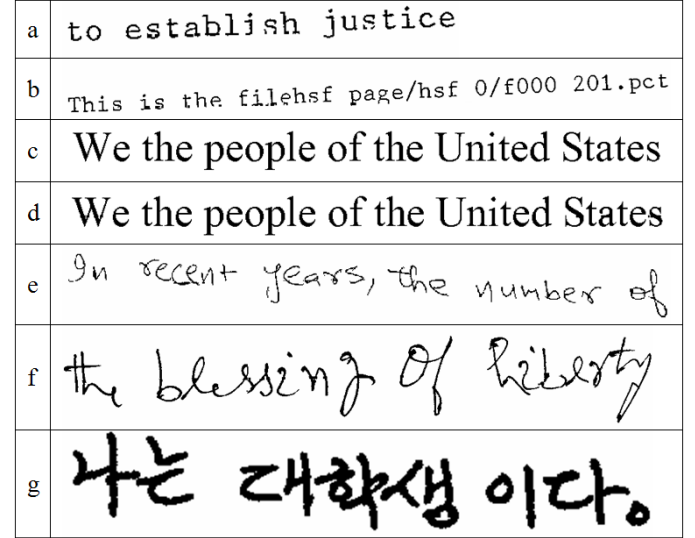 a to establish justice
b This is the filehsf page/hsf 0/f000 201.pct
c We the people of the United States
d We the people of the United States
e In recent years, the number of
f the blessing of liberty
g 나는 대학생 이다。